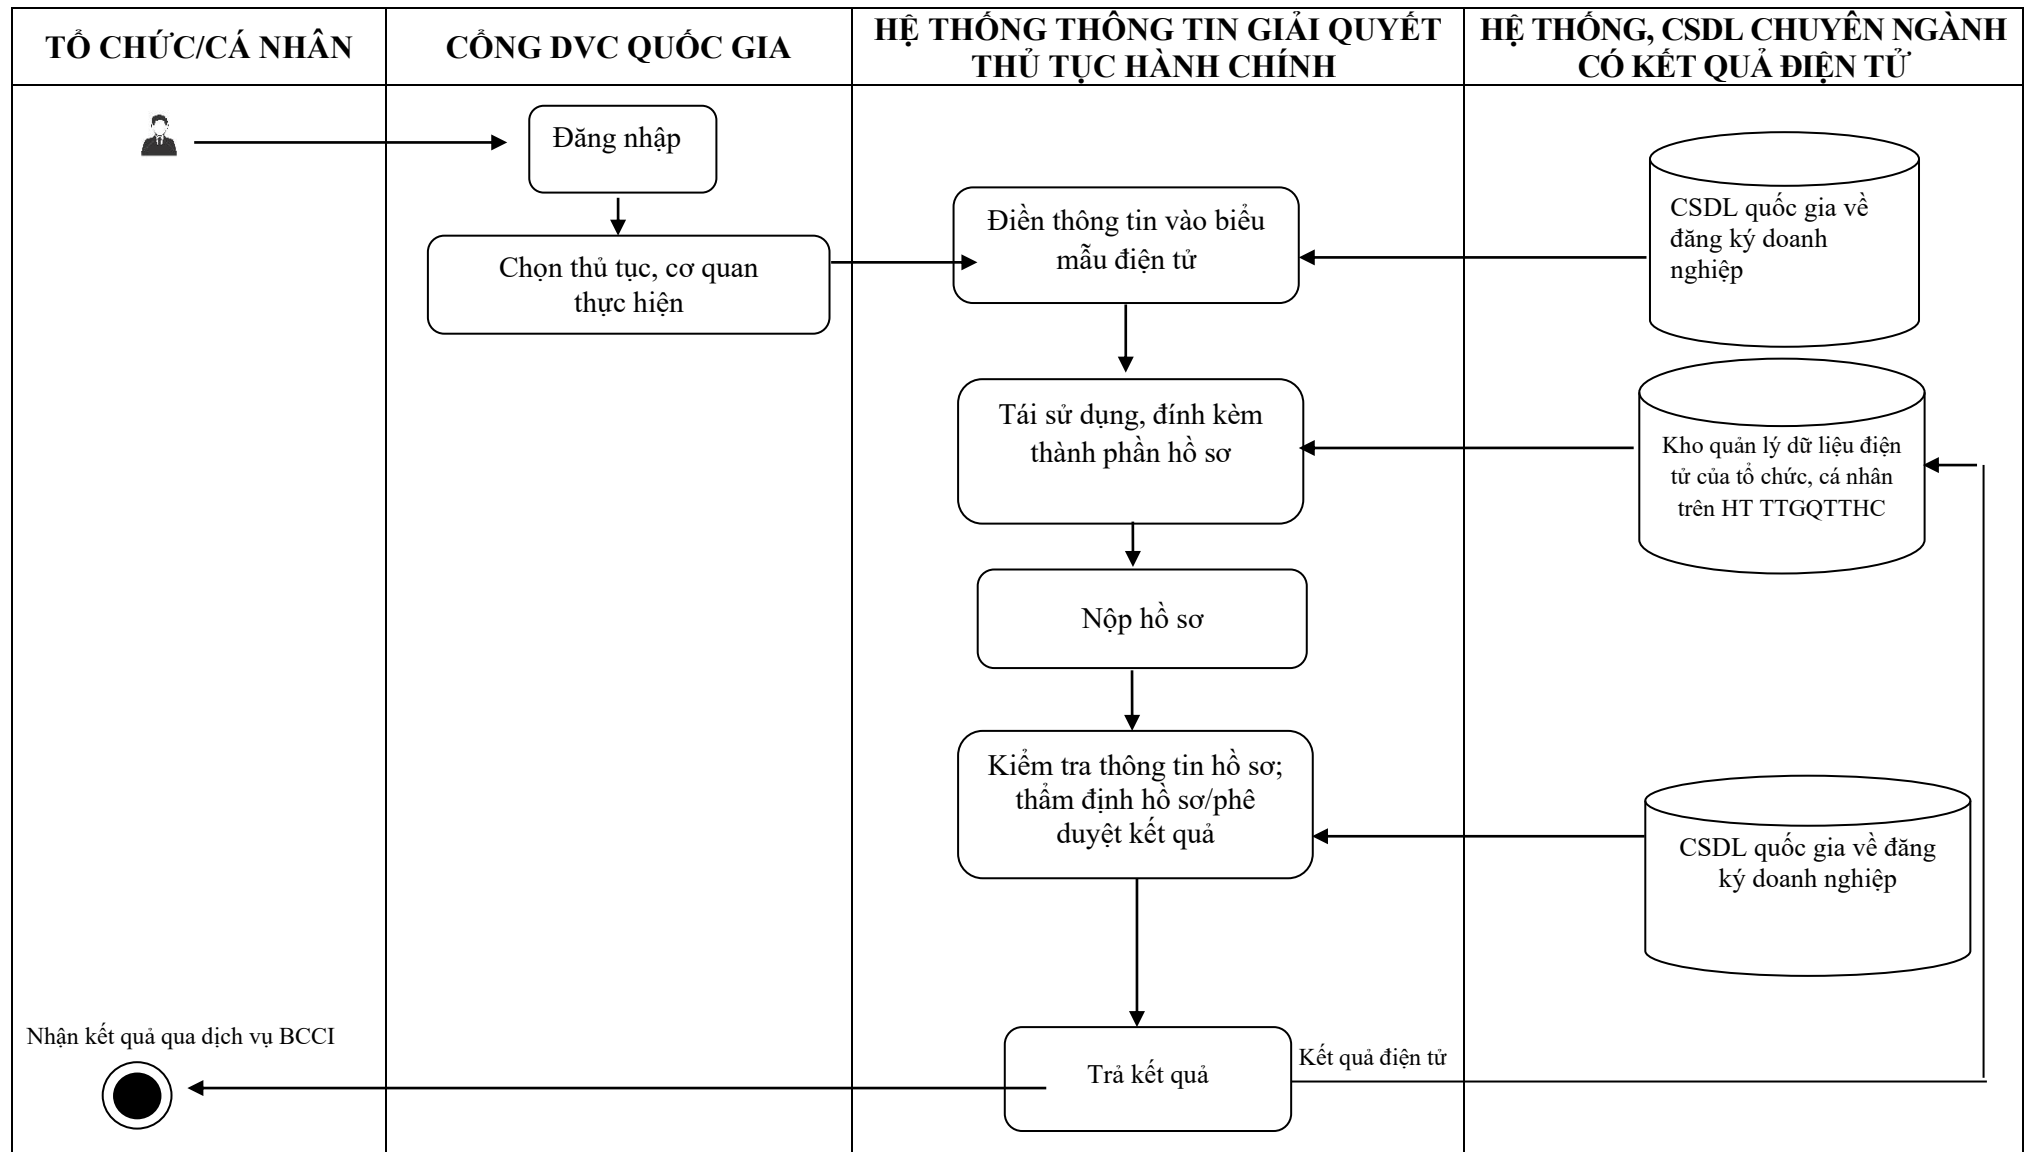 TỔ CHỨC/CÁ NHÂN
CỔNG DVC QUỐC GIA
HỆ THỐNG THÔNG TIN GIẢI QUYẾT
THỦ TỤC HÀNH CHÍNH
HỆ THỐNG, CSDL CHUYÊN NGÀNH
CÓ KẾT QUẢ ĐIỆN TỬ
Đăng nhập
Chọn thủ tục, cơ quan
thực hiện
Điền thông tin vào biểu
mẫu điện tử
CSDL quốc gia về
đăng ký doanh
nghiệp
Tái sử dụng, đính kèm
thành phần hồ sơ
Kho quản lý dữ liệu điện
tử của tổ chức, cá nhân
trên HT TTGQTTHC
Nộp hồ sơ
Kiểm tra thông tin hồ sơ;
thẩm định hồ sơ/phê
duyệt kết quả
CSDL quốc gia về đăng
ký doanh nghiệp
Nhận kết quả qua dịch vụ BCCI
Trả kết quả
Kết quả điện tử